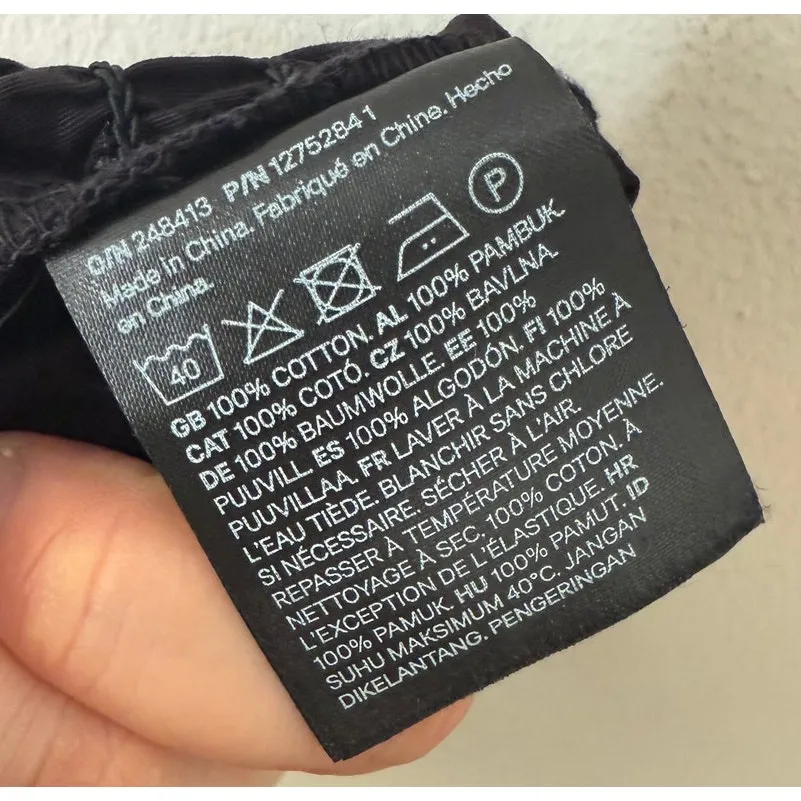 O/N 248413 P/N 1275284 1
Made in China. Fabriqué en Chine. Hecho
en China.
40 P
GB 100% COTTON. AL 100% PAMBUK.
CAT 100% COTÓ. CZ 100% BAVLNA.
DE 100% BAUMWOLLE. EE 100%
PUUVILL. ES 100% ALGODÓN. FI 100%
PUUVILLAA. FR LAVER À LA MACHINE À
L'EAU TIÈDE. BLANCHIR SANS CHLORE
SI NÉCESSAIRE. SÉCHER À L'AIR.
REPASSER À TEMPÉRATURE MOYENNE.
NETTOYAGE À SEC. 100% COTON. À
L'EXCEPTION DE L'ÉLASTIQUE. HR
100% PAMUK. HU 100% PAMUT. ID
SUHU MAKSIMUM 40°C. JANGAN
DIKELANTANG. PENGERINGAN